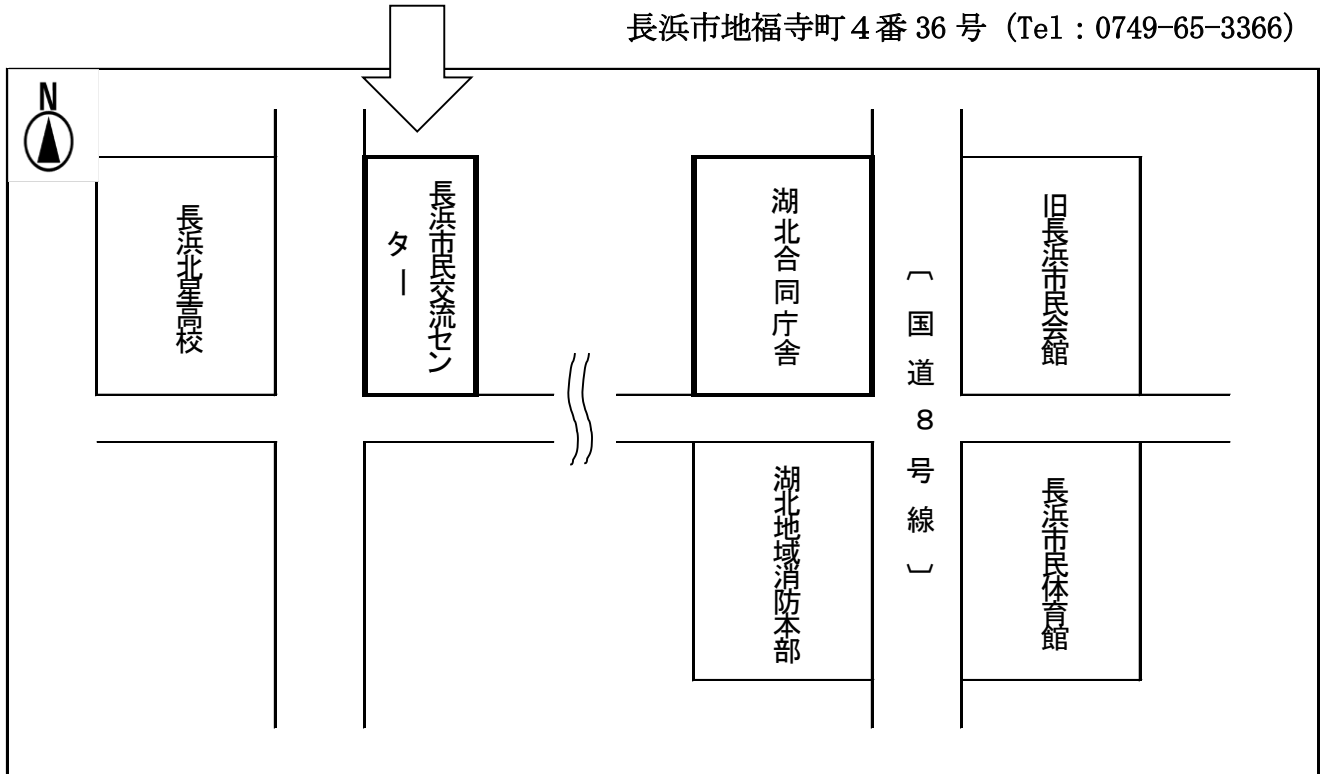 長浜市地福寺町４番 36 号（Tel：0749-65-3366）
N
長浜北星高校
長浜市民交流セン
ター
湖北合同庁舎
〔国道８号線〕
旧長浜市民会館
湖北地域消防本部
長浜市民体育館